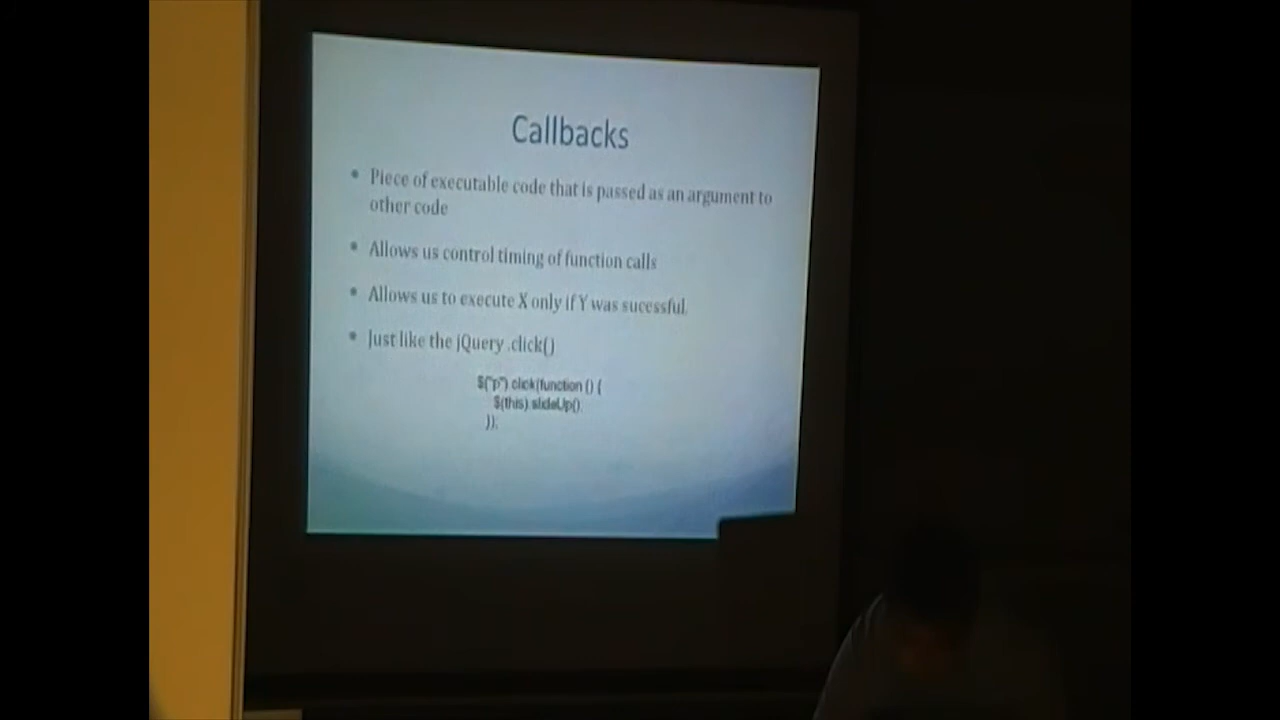 Callbacks
• Piece of executable code that is passed as an argument to
other code
• Allows us control timing of function calls
• Allows us to execute X only if Y was sucessful.
• Just like the jQuery .click()
$("p").click(function () {
$(this).slideUp();
});